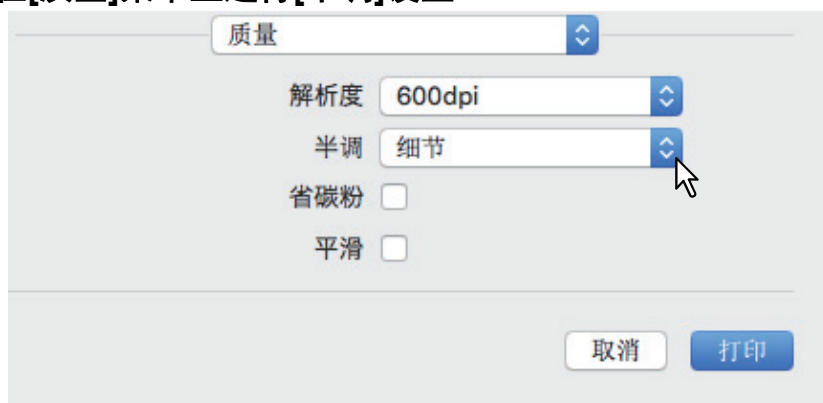 质量
解析度 600dpi
半调 细节
省碳粉
平滑
取消 打印